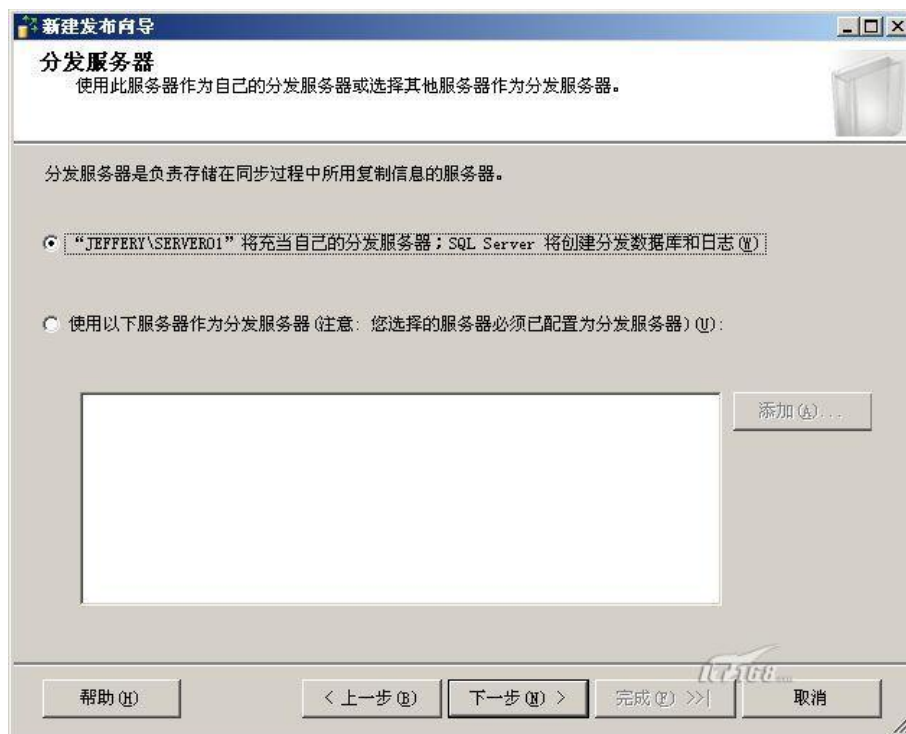 新建发布向导
分发服务器
使用此服务器作为自己的分发服务器或选择其他服务器作为分发服务器。
分发服务器是负责存储在同步过程中所用复制信息的服务器。
“JEFFERY\SERVER01”将充当自己的分发服务器；SQL Server 将创建分发数据库和日志(W)
使用以下服务器作为分发服务器(注意: 您选择的服务器必须已配置为分发服务器)(U):
添加(A)...
IT168.com
帮助(H)
< 上一步(B)
下一步(N) >
完成(F) >>|
取消